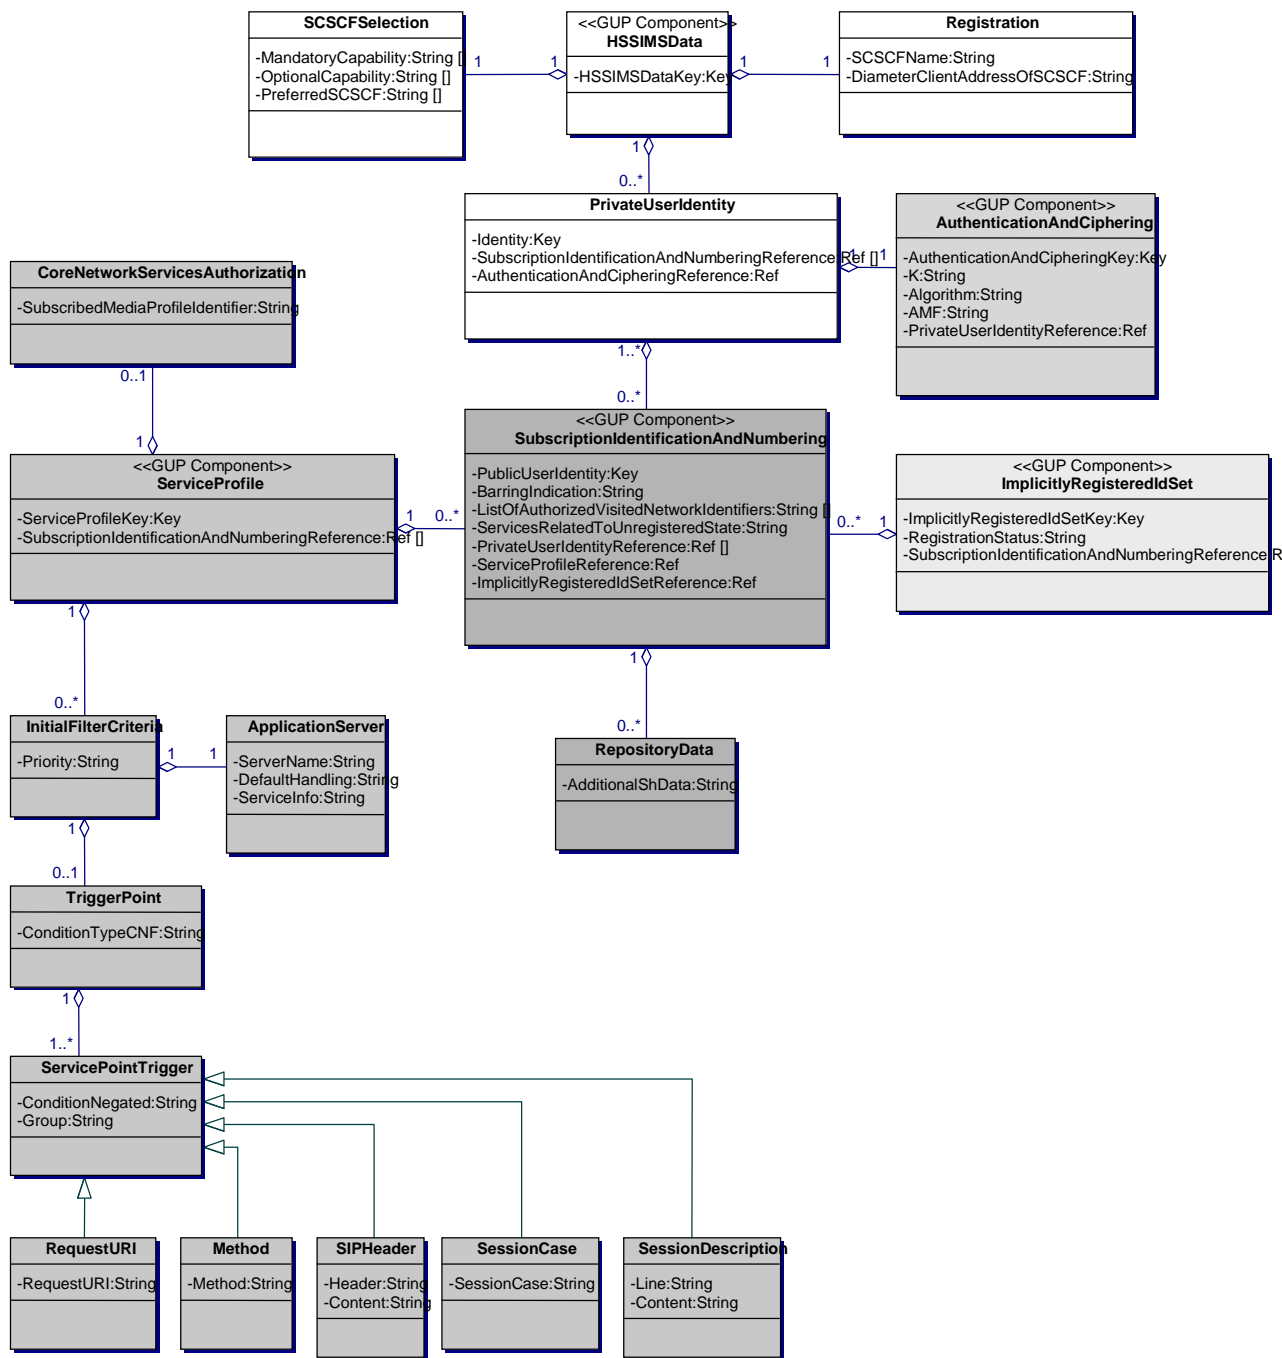 SCSCFSelection
-MandatoryCapability:String []
-OptionalCapability:String []
-PreferredSCSCF:String []
1
1
<<GUP Component>>
HSSIMSData
-HSSIMSDataKey:Key
1
1
Registration
-SCSCFName:String
-DiameterClientAddressOfSCSCF:String
1
0..*
PrivateUserIdentity
-Identity:Key
-SubscriptionIdentificationAndNumberingReference:Ref []
-AuthenticationAndCipheringReference:Ref
1
1
<<GUP Component>>
AuthenticationAndCiphering
-AuthenticationAndCipheringKey:Key
-K:String
-Algorithm:String
-AMF:String
-PrivateUserIdentityReference:Ref
CoreNetworkServicesAuthorization
-SubscribedMediaProfileIdentifier:String
0..1
1
1..*
0..*
<<GUP Component>>
ServiceProfile
-ServiceProfileKey:Key
-SubscriptionIdentificationAndNumberingReference:Ref []
1
0..*
<<GUP Component>>
SubscriptionIdentificationAndNumbering
-PublicUserIdentity:Key
-BarringIndication:String
-ListOfAuthorizedVisitedNetworkIdentifiers:String []
-ServicesRelatedToUnregisteredState:String
-PrivateUserIdentityReference:Ref []
-ServiceProfileReference:Ref
-ImplicitlyRegisteredIdSetReference:Ref
0..*
1
<<GUP Component>>
ImplicitlyRegisteredIdSet
-ImplicitlyRegisteredIdSetKey:Key
-RegistrationStatus:String
-SubscriptionIdentificationAndNumberingReference:R
1
0..*
1
0..*
InitialFilterCriteria
-Priority:String
1
1
ApplicationServer
-ServerName:String
-DefaultHandling:String
-ServiceInfo:String
RepositoryData
-AdditionalShData:String
1
0..1
TriggerPoint
-ConditionTypeCNF:String
1
1..*
ServicePointTrigger
-ConditionNegated:String
-Group:String
RequestURI
-RequestURI:String
Method
-Method:String
SIPHeader
-Header:String
-Content:String
SessionCase
-SessionCase:String
SessionDescription
-Line:String
-Content:String